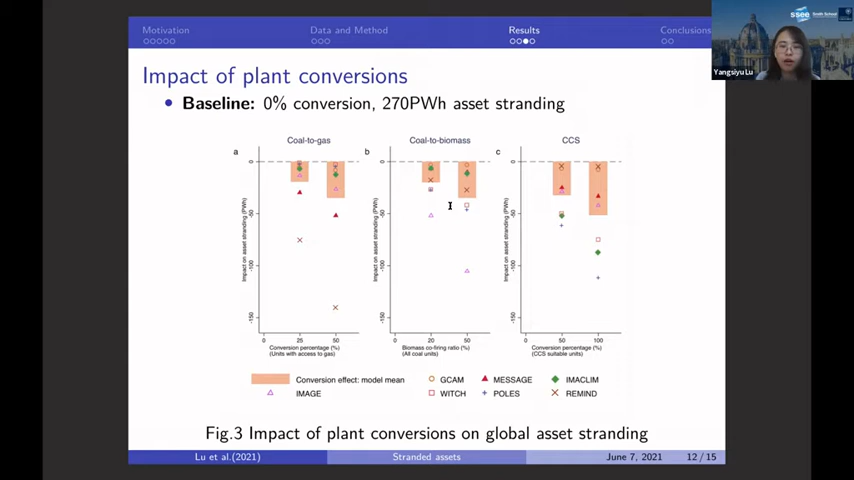 Motivation
Data and Method
Results
Conclusions
ssee
Smith School
Yangsiyu Lu
Impact of plant conversions
• Baseline: 0% conversion, 270PWh asset stranding
a
Coal-to-gas
b
Coal-to-biomass
c
CCS
Impact on asset stranding (PWh)
0
-50
-100
-150
0 25 50
Conversion percentage (%)
(Units with access to gas)
Impact on asset stranding (PWh)
0
-50
-100
-150
0 20 50
Biomass co-firing ratio (%)
(All coal units)
Impact on asset stranding (PWh)
0
-50
-100
-150
0 50 100
Conversion percentage (%)
(CCS suitable units)
Conversion effect: model mean
GCAM
MESSAGE
IMACLIM
IMAGE
WITCH
POLES
REMIND
Fig.3 Impact of plant conversions on global asset stranding
Lu et al.(2021)
Stranded assets
June 7, 2021
12 / 15